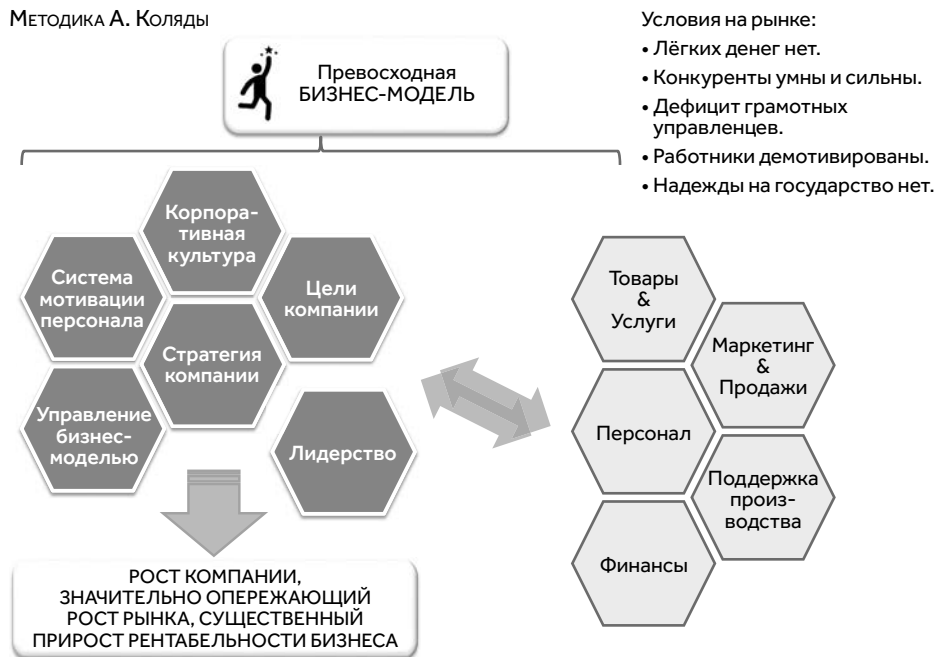 Методика А. Коляды
Превосходная
БИЗНЕС-МОДЕЛЬ
Условия на рынке:
• Лёгких денег нет.
• Конкуренты умны и сильны.
• Дефицит грамотных
управленцев.
• Работники демотивированы.
• Надежды на государство нет.
Корпора-
тивная
культура
Система
мотивации
персонала
Цели
компании
Стратегия
компании
Управление
бизнес-
моделью
Лидерство
Товары
&
Услуги
Маркетинг
&
Продажи
Персонал
Поддержка
произ-
водства
Финансы
РОСТ КОМПАНИИ,
ЗНАЧИТЕЛЬНО ОПЕРЕЖАЮЩИЙ
РОСТ РЫНКА, СУЩЕСТВЕННЫЙ
ПРИРОСТ РЕНТАБЕЛЬНОСТИ БИЗНЕСА